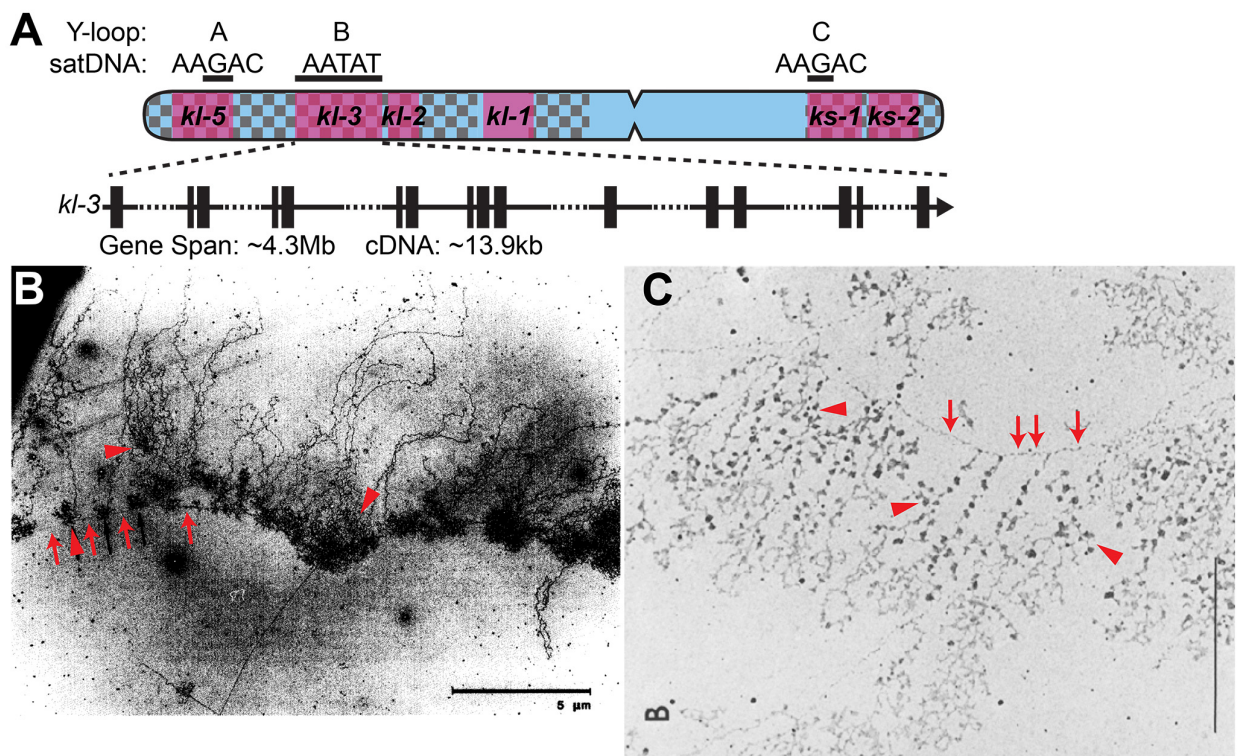 A
Y-loop: A B C
satDNA: AAGAC AATAT AAGAC
kl-5 kl-3 kl-2 kl-1 ks-1 ks-2
kl-3
Gene Span: ~4.3Mb cDNA: ~13.9kb
B
C
5 µm
B